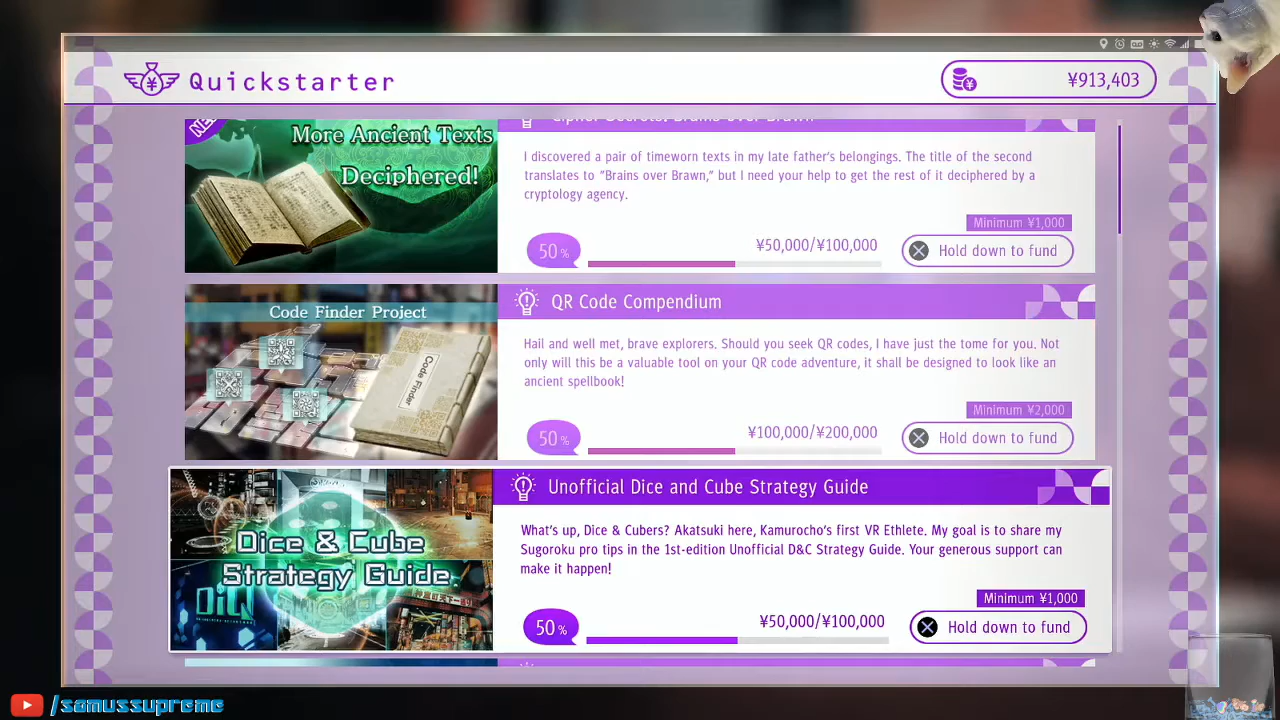 Quickstarter
¥913,403
NEW
More Ancient Texts
Deciphered!
Cipher Secrets: Brains over Brawn
I discovered a pair of timeworn texts in my late father's belongings. The title of the second
translates to "Brains over Brawn," but I need your help to get the rest of it deciphered by a
cryptology agency.
Minimum ¥1,000
50%
¥50,000/¥100,000
Hold down to fund
Code Finder Project
Code Finder
QR Code Compendium
Hail and well met, brave explorers. Should you seek QR codes, I have just the tome for you. Not
only will this be a valuable tool on your QR code adventure, it shall be designed to look like an
ancient spellbook!
Minimum ¥2,000
50%
¥100,000/¥200,000
Hold down to fund
Dice & Cube
Strategy Guide
Unofficial Dice and Cube Strategy Guide
What's up, Dice & Cubers? Akatsuki here, Kamurocho's first VR Ethlete. My goal is to share my
Sugoroku pro tips in the 1st-edition Unofficial D&C Strategy Guide. Your generous support can
make it happen!
Minimum ¥1,000
50%
¥50,000/¥100,000
Hold down to fund
/samussupreme